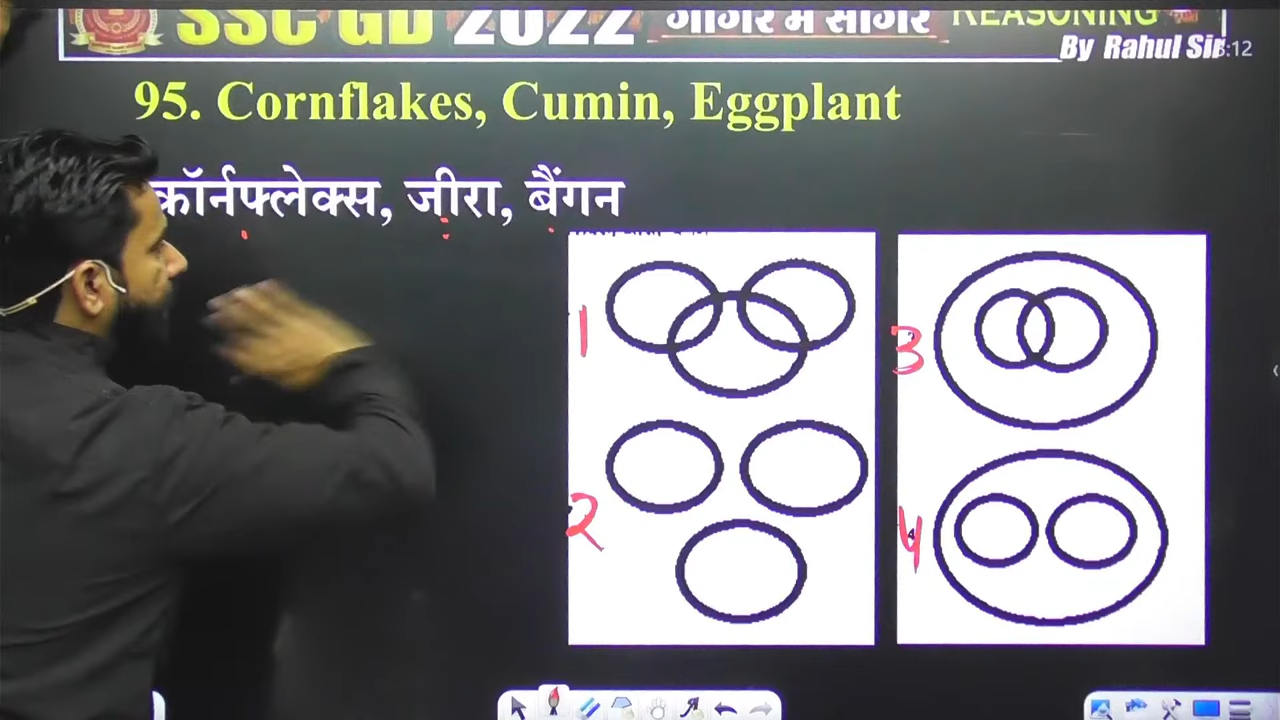 SSC GD 2022 गागर में सागर REASONING
By Rahul Sir
95. Cornflakes, Cumin, Eggplant
कॉर्नफ्लेक्स, जीरा, बैंगन
1
3
2
4